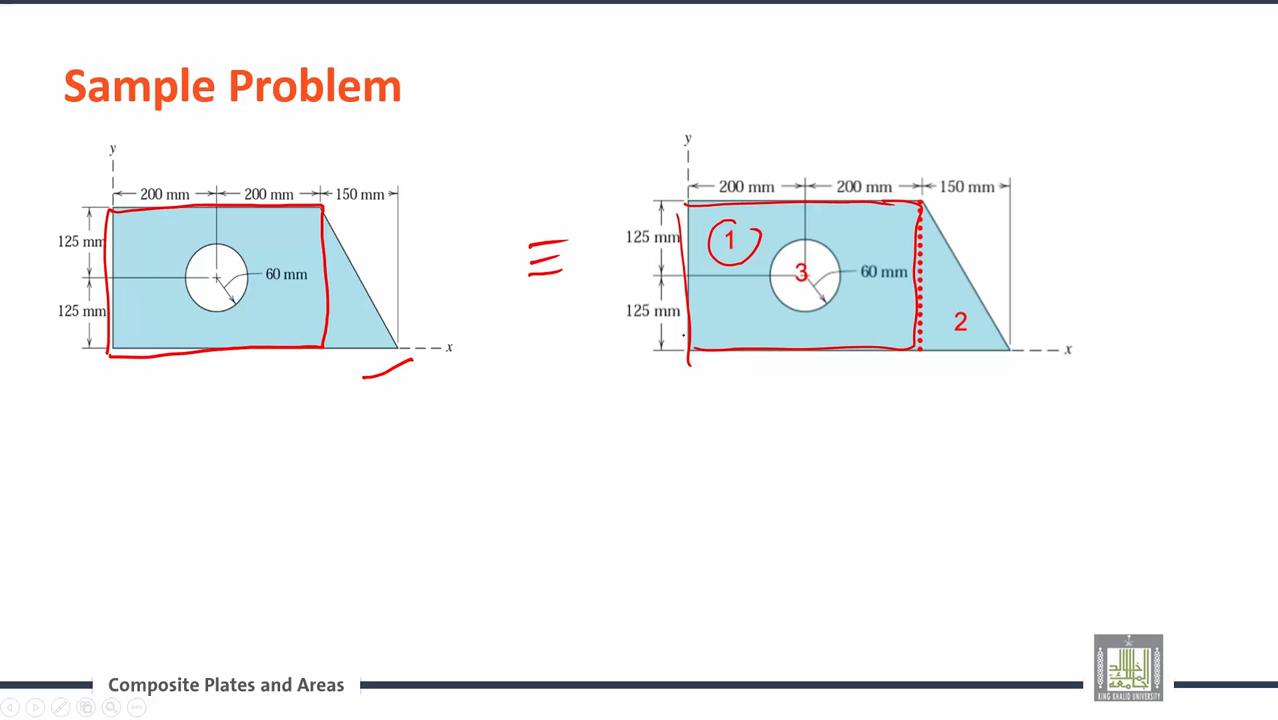 Sample Problem
y
200 mm
200 mm
150 mm
125 mm
60 mm
125 mm
x
≡
y
200 mm
200 mm
150 mm
125 mm
1
3
60 mm
125 mm
2
x
Composite Plates and Areas
KING KHALID UNIVERSITY